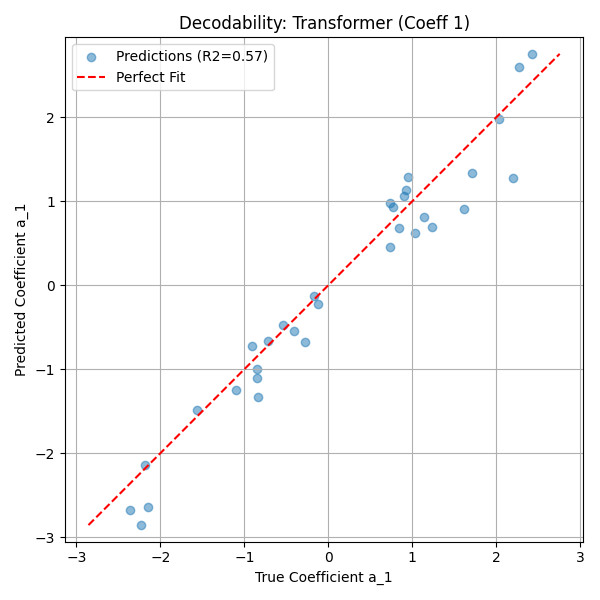 Decodability: Transformer (Coeff 1)
Predictions (R2=0.57)
Perfect Fit
2
1
0
−1
−2
−3
Predicted Coefficient a_1
−3
−2
−1
0
1
2
3
True Coefficient a_1